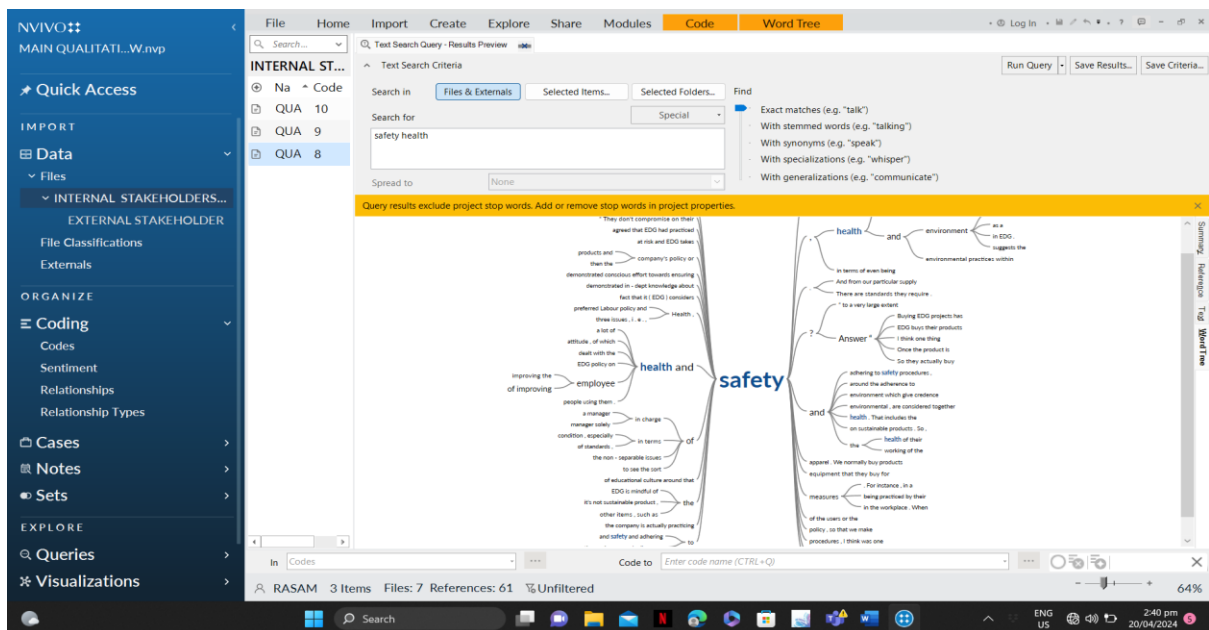 NVIVO
MAIN QUALITATI...W.nvp
Quick Access
IMPORT
Data
Files
INTERNAL STAKEHOLDERS...
EXTERNAL STAKEHOLDER
File Classifications
Externals
ORGANIZE
Coding
Codes
Sentiment
Relationships
Relationship Types
Cases
Notes
Sets
EXPLORE
Queries
Visualizations
File Home Import Create Explore Share Modules Code Word Tree
Log In
Search...
INTERNAL ST...
Na Code
QUA 10
QUA 9
QUA 8
Text Search Query - Results Preview
Text Search Criteria
Run Query Save Results... Save Criteria...
Search in Files & Externals Selected Items... Selected Folders...
Search for Special
safety health
Spread to None
Find
Exact matches (e.g. "talk")
With stemmed words (e.g. "talking")
With synonyms (e.g. "speak")
With specializations (e.g. "whisper")
With generalizations (e.g. "communicate")
Query results exclude project stop words. Add or remove stop words in project properties.
" They don't compromise on their
agreed that EDG had practiced
at risk and EDG takes
products and
then the
company's policy or
demonstrated conscious effort towards ensuring
demonstrated in - dept knowledge about
fact that it ( EDG ) considers
preferred Labour policy and
three issues , i . e . ..
Health ,
a lot of
attitude , of which
dealt with the
EDG policy on
improving the
of improving
employee
people using them .
health and
a manager
manager solely
in charge
condition , especially
of standards .
in terms
the non - separable issues
to see the sort
of
of educational culture around that
EDG is mindful of
it's not sustainable product ,
other items , such as
the
the company is actually practicing
and safety and adhering
to
safety
,
health
and
environment
as a
in EDG .
suggests the
environmental practices within
in terms of even being
.
And from our particular supply
There are standards they require .
?
" to a very large extent
Answer "
Buying EDG projects has
EDG buys their products
I think one thing
Once the product is
So they actually buy
and
adhering to safety procedures ,
around the adherence to
environment which give credence
environmental , are considered together
health . That includes the
on sustainable products . So ,
the
health of their
working of the
apparel . We normally buy products
equipment that they buy for
measures
. For instance , in a
being practiced by their
in the workplace . When
of the users or the
policy , so that we make
procedures , I think was one
Summary
Reference
Text
Word Tree
In Codes
Code to Enter code name (CTRL+Q)
RASAM 3 Items Files: 7 References: 61 Unfiltered
64%
Search
ENG
US
2:40 pm
20/04/2024
5